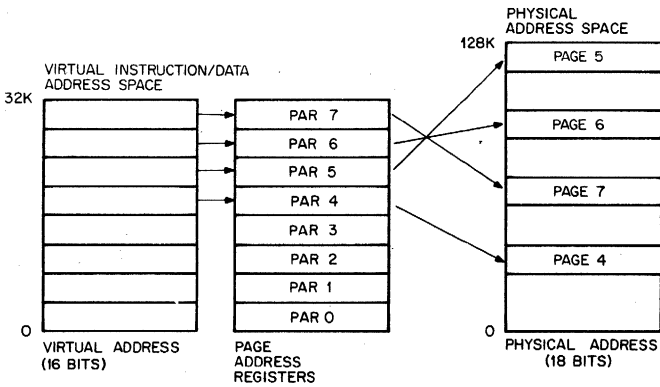 PHYSICAL
ADDRESS SPACE
128K
PAGE 5
PAGE 6
PAGE 7
PAGE 4
0
PHYSICAL ADDRESS
(18 BITS)
VIRTUAL INSTRUCTION/DATA
ADDRESS SPACE
32K
0
VIRTUAL ADDRESS
(16 BITS)
PAR 7
PAR 6
PAR 5
PAR 4
PAR 3
PAR 2
PAR 1
PAR 0
PAGE
ADDRESS
REGISTERS